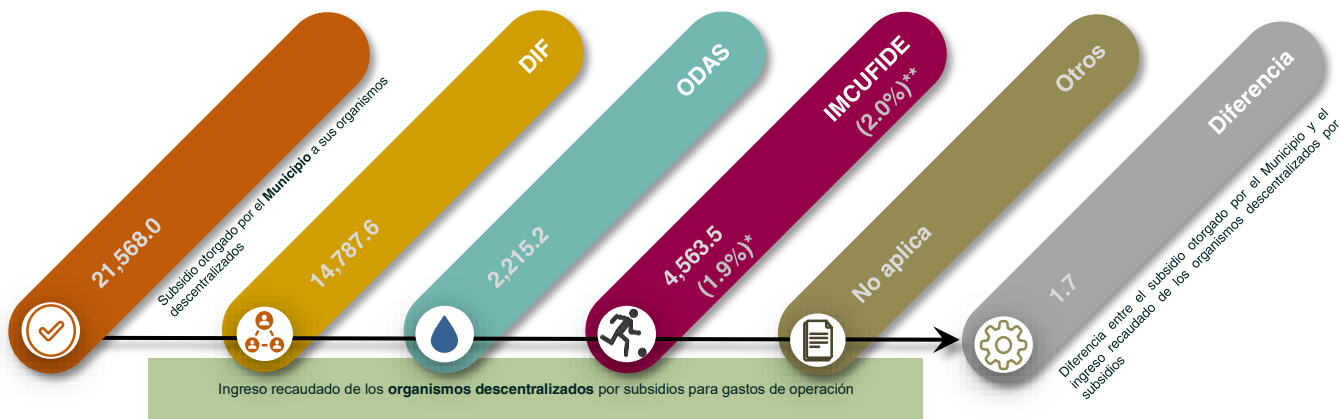 21,568.0
Subsidio otorgado por el Municipio a sus organismos
descentralizados
DIF
14,787.6
ODAS
2,215.2
IMCUFIDE
(2.0%)**
4,563.5
(1.9%)*
Otros
No aplica
Diferencia
1.7
Diferencia entre el subsidio otorgado por el Municipio y el
ingreso recaudado de los organismos descentralizados por
subsidios
Ingreso recaudado de los organismos descentralizados por subsidios para gastos de operación